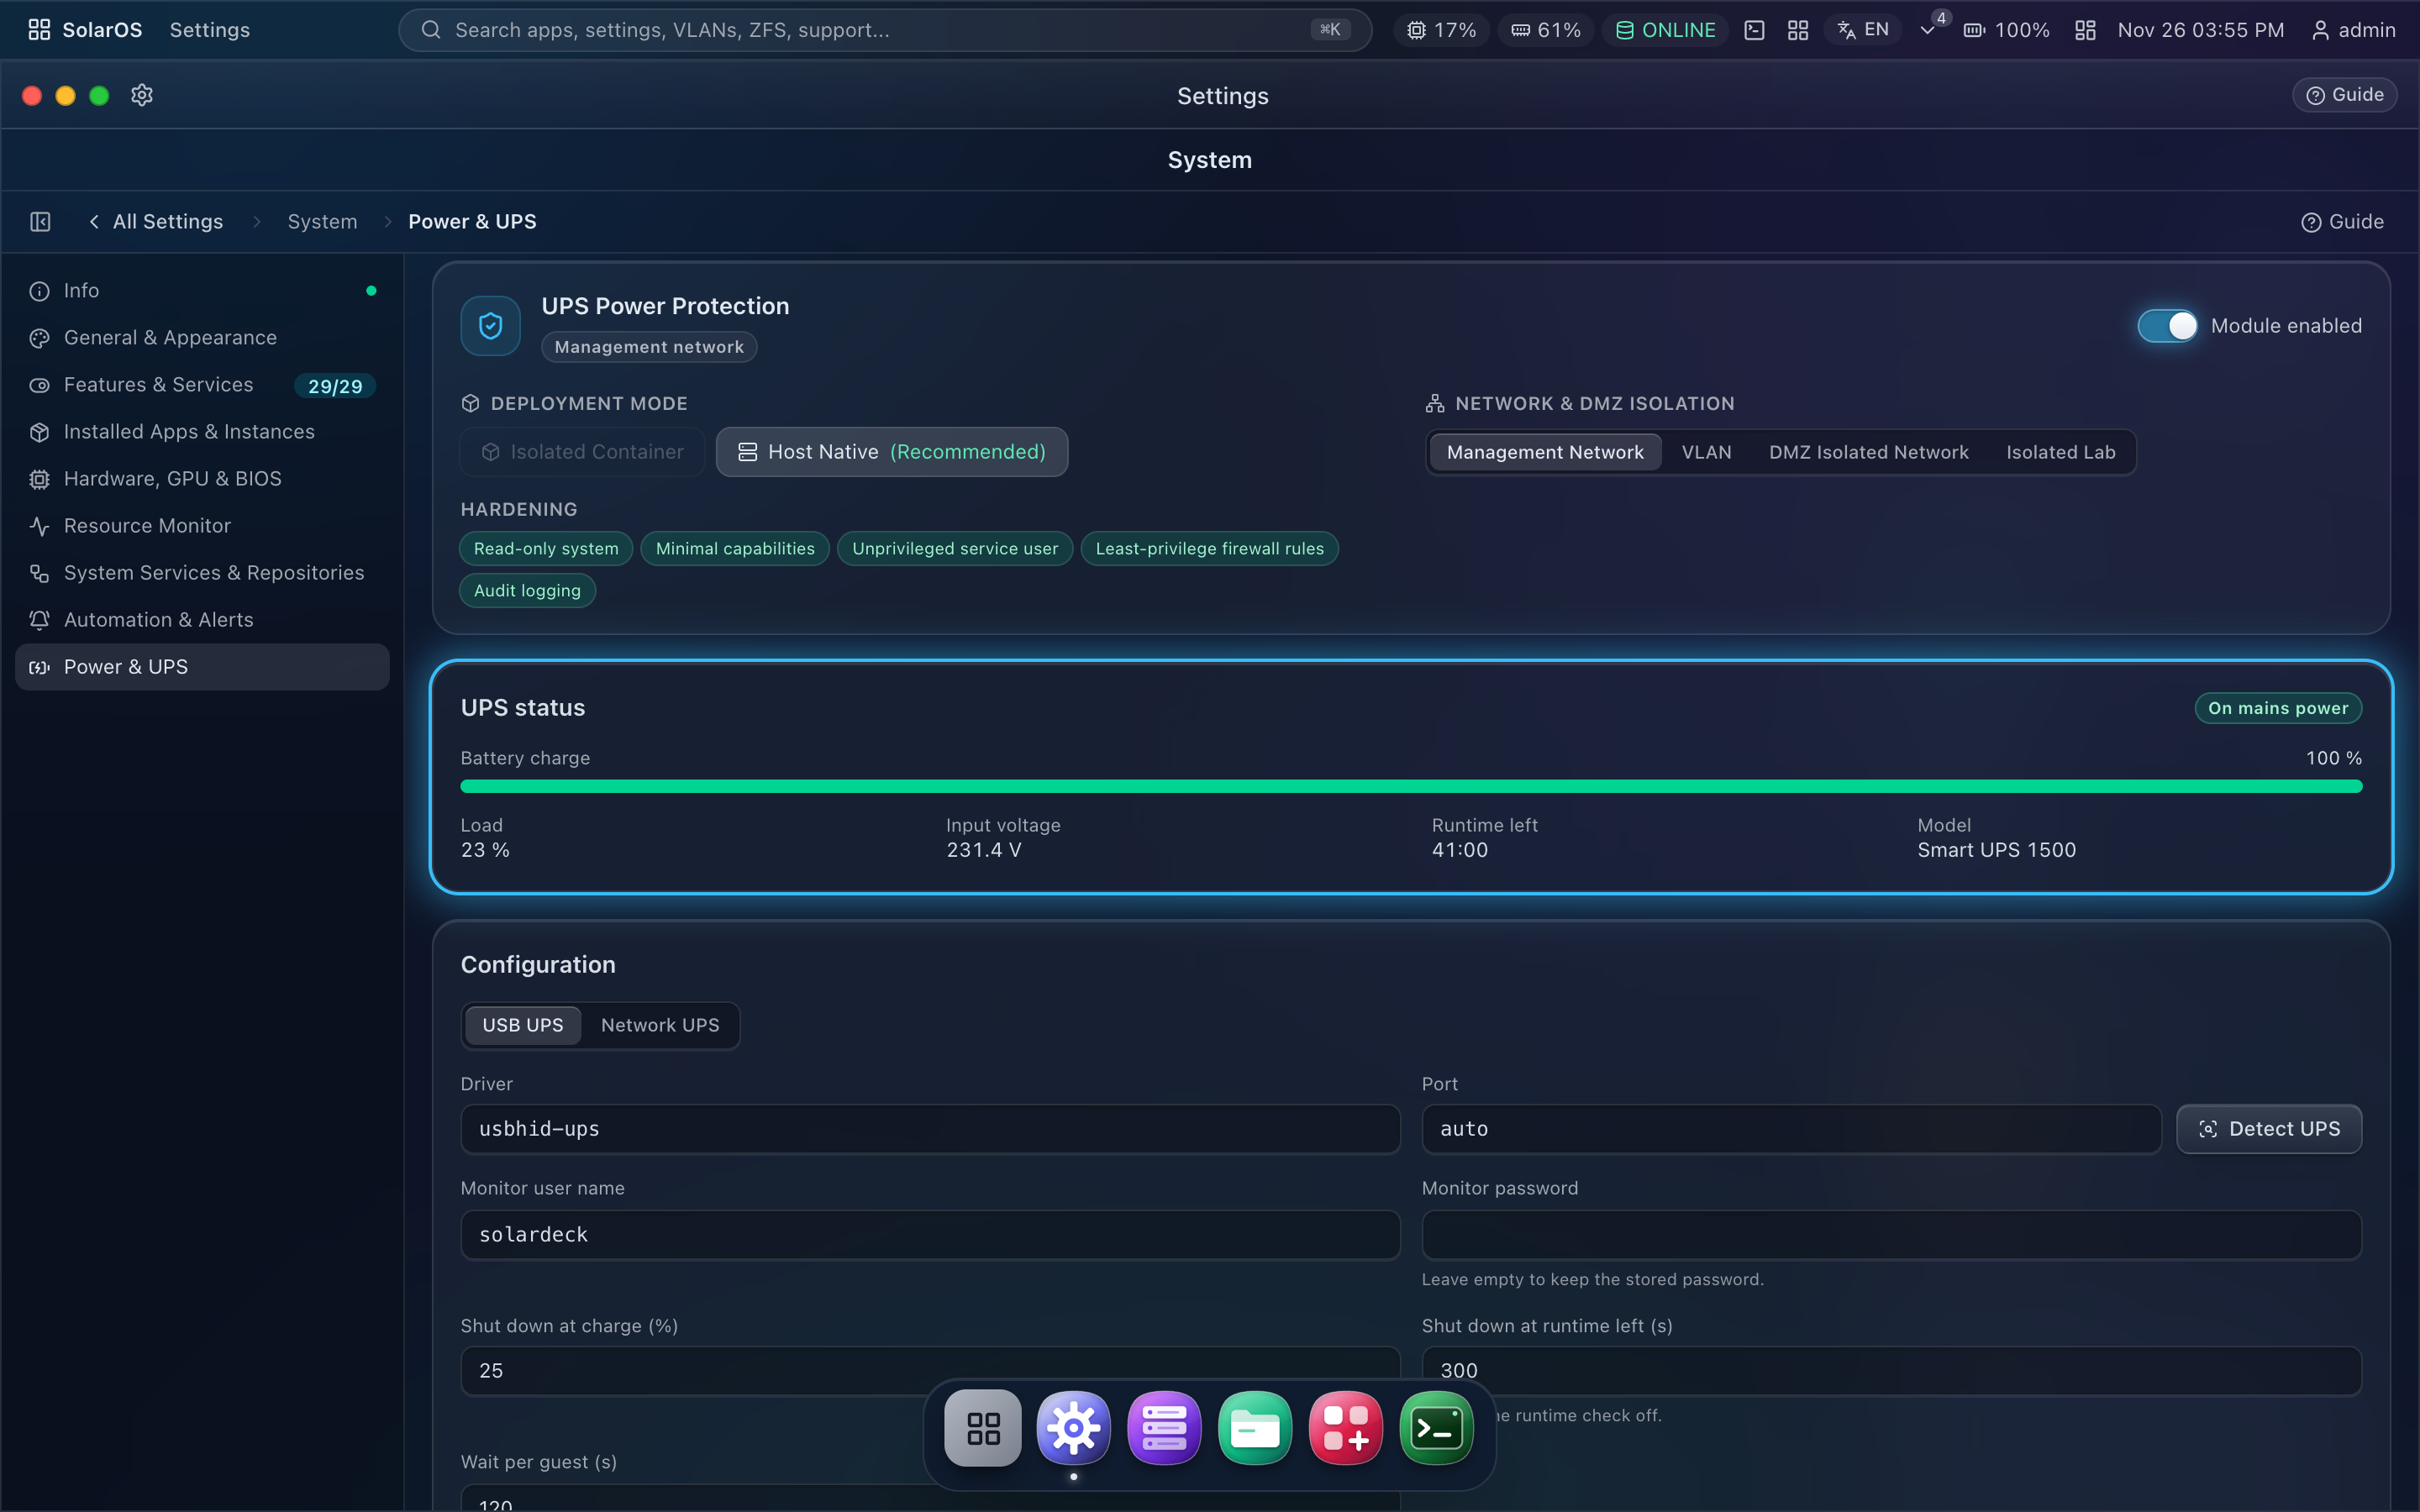 SolarOS Settings Search apps, settings, VLANs, ZFS, support... ⌘K 17% 61% ONLINE EN 4 100% Nov 26 03:55 PM admin
Settings Guide
System
All Settings System Power & UPS Guide
Info
General & Appearance
Features & Services 29/29
Installed Apps & Instances
Hardware, GPU & BIOS
Resource Monitor
System Services & Repositories
Automation & Alerts
Power & UPS
UPS Power Protection
Management network
Module enabled
DEPLOYMENT MODE
Isolated Container Host Native (Recommended)
NETWORK & DMZ ISOLATION
Management Network VLAN DMZ Isolated Network Isolated Lab
HARDENING
Read-only system Minimal capabilities Unprivileged service user Least-privilege firewall rules
Audit logging
UPS status On mains power
Battery charge 100 %
Load Input voltage Runtime left Model
23 % 231.4 V 41:00 Smart UPS 1500
Configuration
USB UPS Network UPS
Driver Port
usbhid-ups auto Detect UPS
Monitor user name Monitor password
solardeck
Leave empty to keep the stored password.
Shut down at charge (%) Shut down at runtime left (s)
25 300
runtime check off.
Wait per guest (s)
120